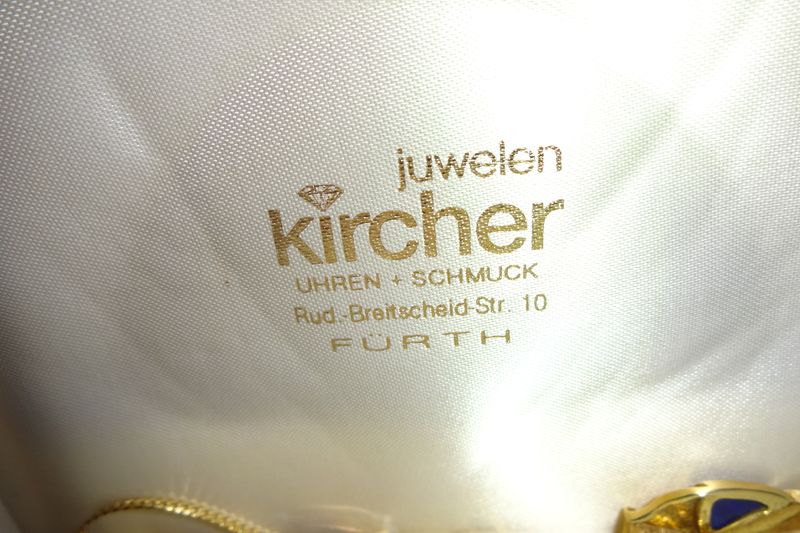 juwelen
kircher
UHREN + SCHMUCK
Rud.-Breitscheid-Str. 10
FÜRTH